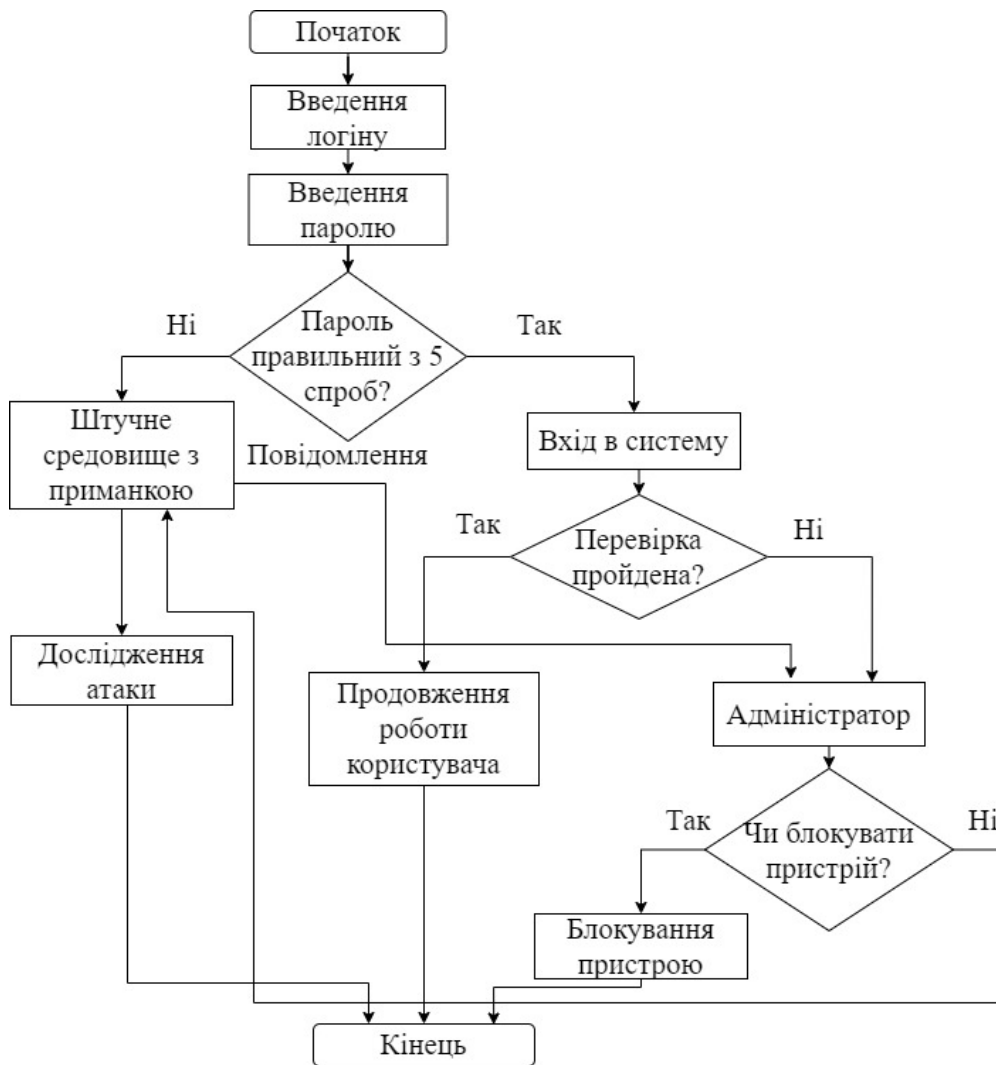 Початок
Введення
логіну
Введення
паролю
Ні
Так
Пароль
правильний з 5
спроб?
Штучне
средовище з
приманкою
Повідомлення
Вхід в систему
Так
Ні
Перевірка
пройдена?
Дослідження
атаки
Продовження
роботи
користувача
Адміністратор
Так
Ні
Чи блокувати
пристрій?
Блокування
пристрою
Кінець